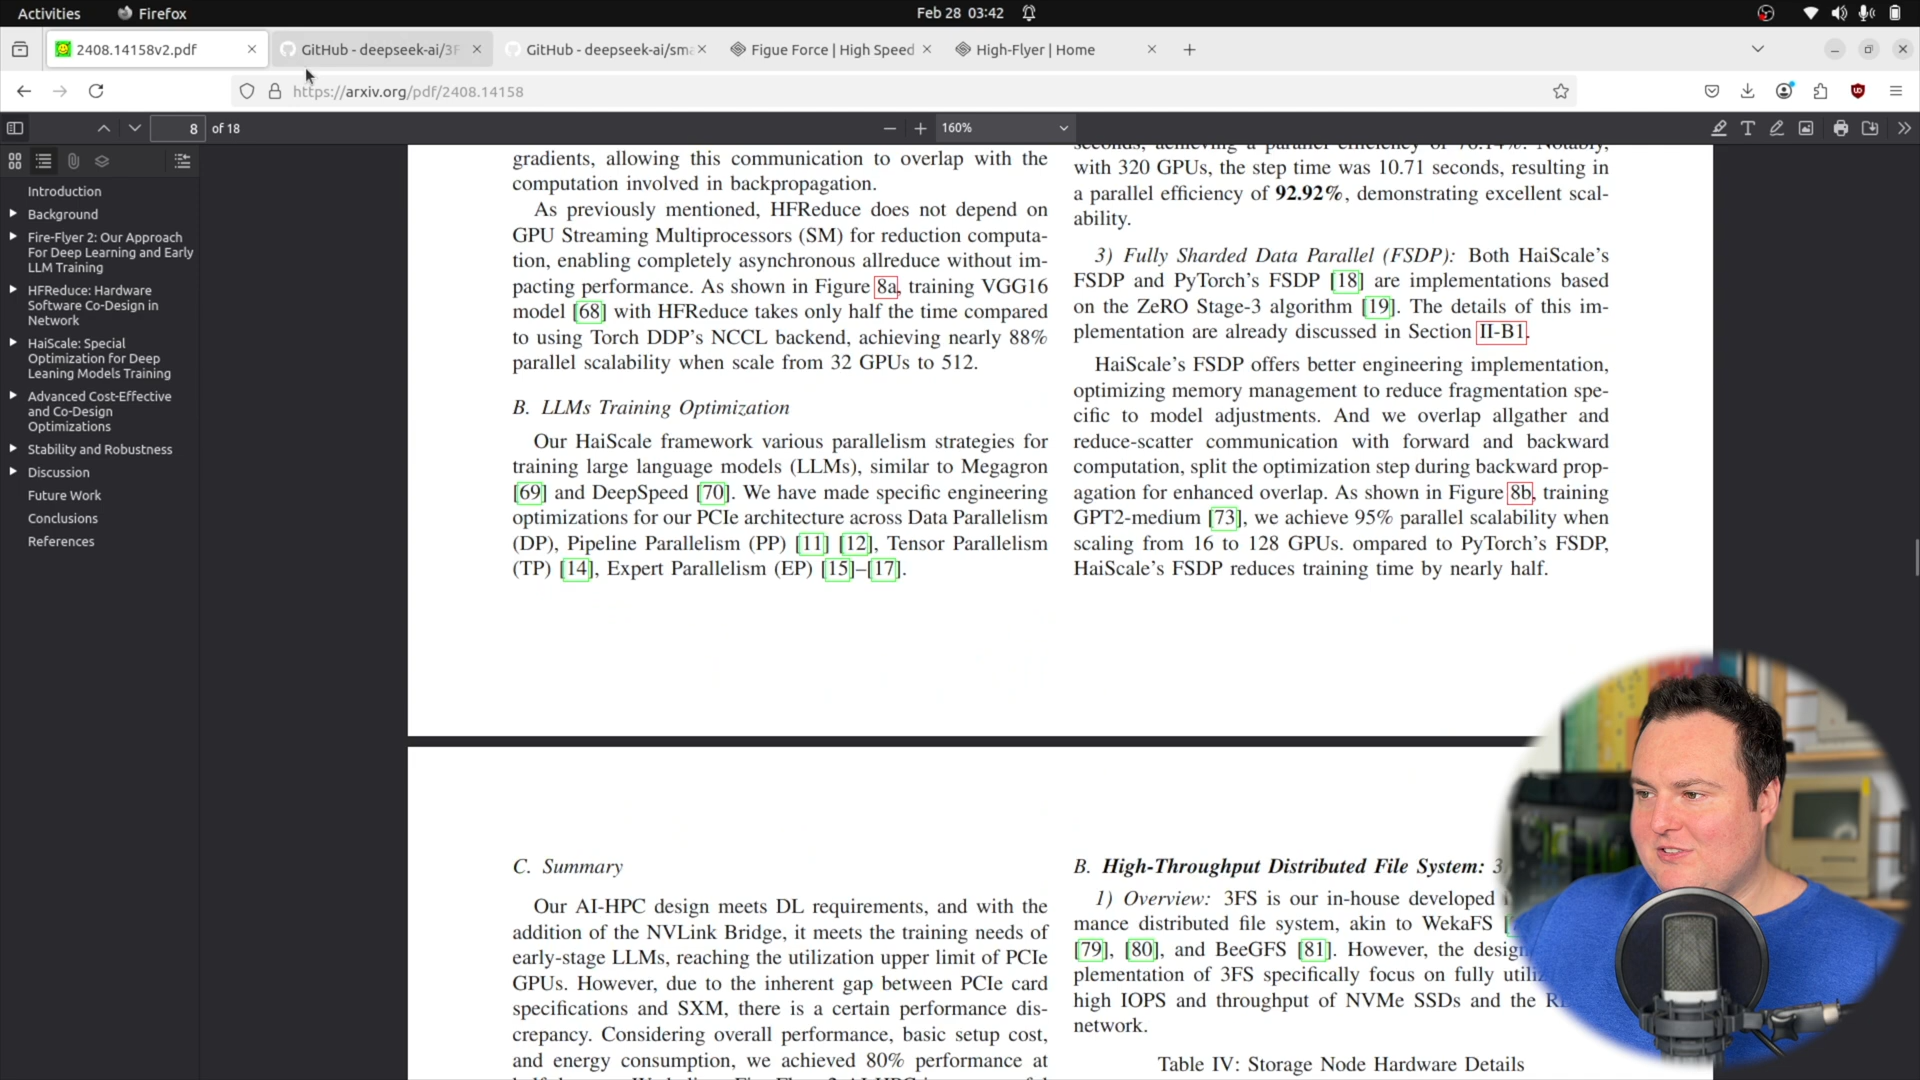 Activities
Firefox
Feb 28 03:42
2408.14158v2.pdf
GitHub - deepseek-ai/3F
GitHub - deepseek-ai/sma
Figue Force | High Speed
High-Flyer | Home
https://arxiv.org/pdf/2408.14158
8 of 18
160%
Introduction
Background
Fire-Flyer 2: Our Approach
For Deep Learning and Early
LLM Training
HFReduce: Hardware
Software Co-Design in
Network
HaiScale: Special
Optimization for Deep
Leaning Models Training
Advanced Cost-Effective
and Co-Design
Optimizations
Stability and Robustness
Discussion
Future Work
Conclusions
References
gradients, allowing this communication to overlap with the
computation involved in backpropagation.
As previously mentioned, HFReduce does not depend on
GPU Streaming Multiprocessors (SM) for reduction computa-
tion, enabling completely asynchronous allreduce without im-
pacting performance. As shown in Figure 8a, training VGG16
model [68] with HFReduce takes only half the time compared
to using Torch DDP's NCCL backend, achieving nearly 88%
parallel scalability when scale from 32 GPUs to 512.
B. LLMs Training Optimization
Our HaiScale framework various parallelism strategies for
training large language models (LLMs), similar to Megagron
[69] and DeepSpeed [70]. We have made specific engineering
optimizations for our PCIe architecture across Data Parallelism
(DP), Pipeline Parallelism (PP) [11] [12], Tensor Parallelism
(TP) [14], Expert Parallelism (EP) [15]–[17].
seconds, achieving a parallel efficiency of 76.14%. Notably,
with 320 GPUs, the step time was 10.71 seconds, resulting in
a parallel efficiency of 92.92%, demonstrating excellent scal-
ability.
3) Fully Sharded Data Parallel (FSDP): Both HaiScale's
FSDP and PyTorch's FSDP [18] are implementations based
on the ZeRO Stage-3 algorithm [19]. The details of this im-
plementation are already discussed in Section II-B1.
HaiScale's FSDP offers better engineering implementation,
optimizing memory management to reduce fragmentation spe-
cific to model adjustments. And we overlap allgather and
reduce-scatter communication with forward and backward
computation, split the optimization step during backward prop-
agation for enhanced overlap. As shown in Figure 8b, training
GPT2-medium [73], we achieve 95% parallel scalability when
scaling from 16 to 128 GPUs. ompared to PyTorch's FSDP,
HaiScale's FSDP reduces training time by nearly half.
C. Summary
Our AI-HPC design meets DL requirements, and with the
addition of the NVLink Bridge, it meets the training needs of
early-stage LLMs, reaching the utilization upper limit of PCIe
GPUs. However, due to the inherent gap between PCIe card
specifications and SXM, there is a certain performance dis-
crepancy. Considering overall performance, basic setup cost,
and energy consumption, we achieved 80% performance at
B. High-Throughput Distributed File System: 3
1) Overview: 3FS is our in-house developed
mance distributed file system, akin to WekaFS
[79], [80], and BeeGFS [81]. However, the design
plementation of 3FS specifically focus on fully utiliz
high IOPS and throughput of NVMe SSDs and the R
network.
Table IV: Storage Node Hardware Details